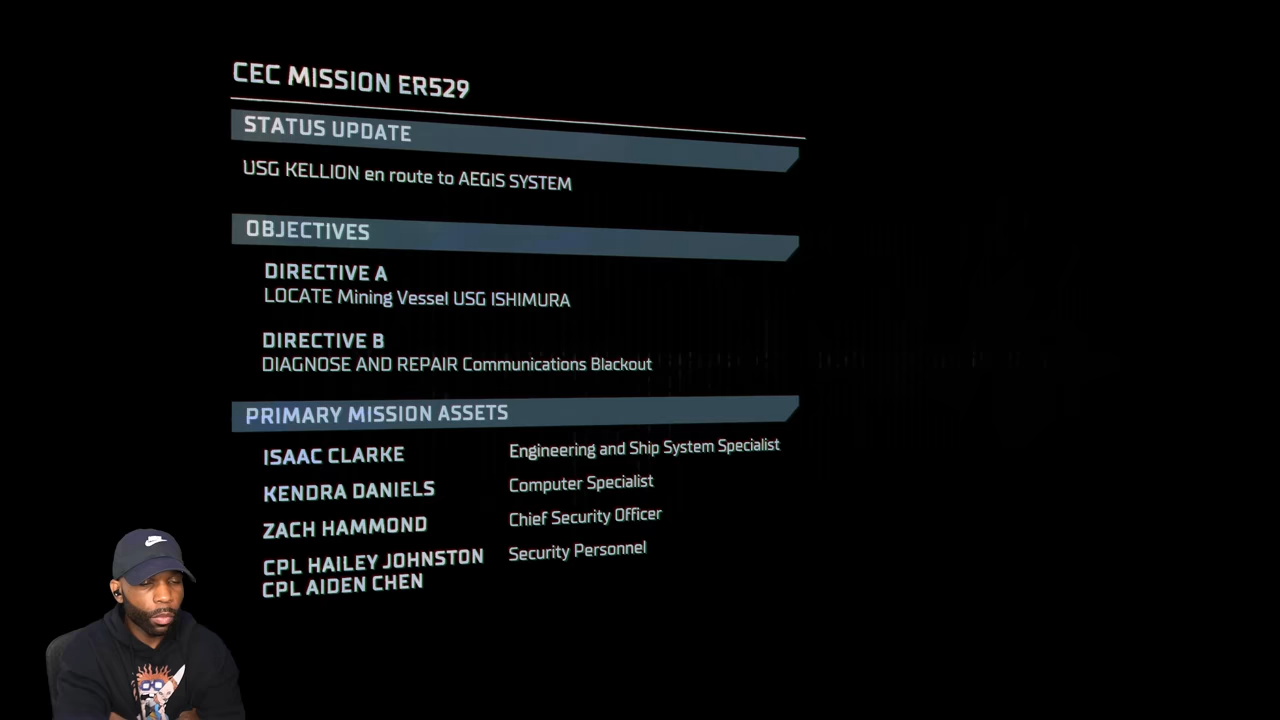 CEC MISSION ER529
STATUS UPDATE
USG KELLION en route to AEGIS SYSTEM
OBJECTIVES
DIRECTIVE A
LOCATE Mining Vessel USG ISHIMURA
DIRECTIVE B
DIAGNOSE AND REPAIR Communications Blackout
PRIMARY MISSION ASSETS
ISAAC CLARKE Engineering and Ship System Specialist
KENDRA DANIELS Computer Specialist
ZACH HAMMOND Chief Security Officer
CPL HAILEY JOHNSTON Security Personnel
CPL AIDEN CHEN